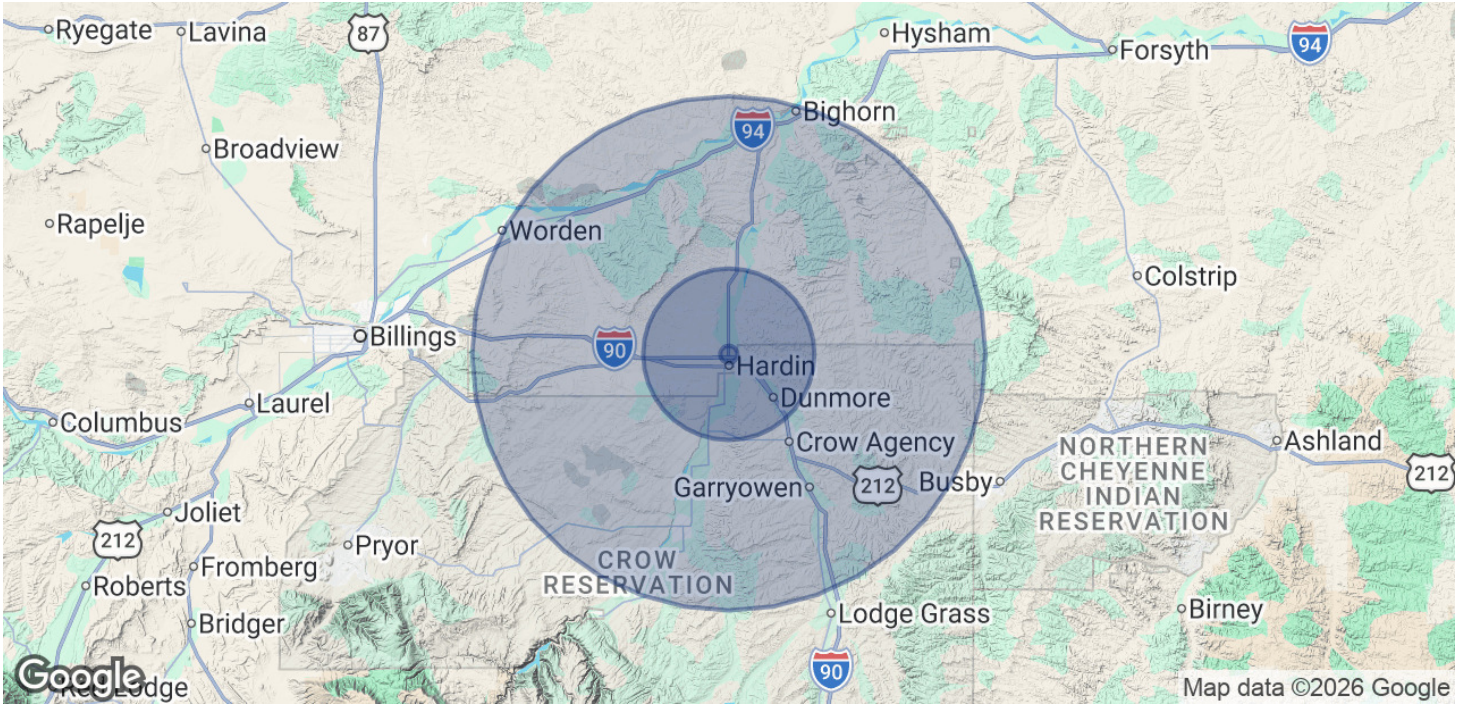 Ryegate
Lavina
87
Hysham
Forsyth
94
Broadview
94
Bighorn
Rapelje
Worden
Colstrip
Billings
90
Hardin
Laurel
Dunmore
Columbus
Crow Agency
NORTHERN
CHEYENNE
INDIAN
RESERVATION
Ashland
212
Garryowen
212
Busby
Joliet
212
Pryor
CROW
RESERVATION
Fromberg
Roberts
Bridger
Lodge Grass
Birney
90
Google
Red Lodge
Map data ©2026 Google